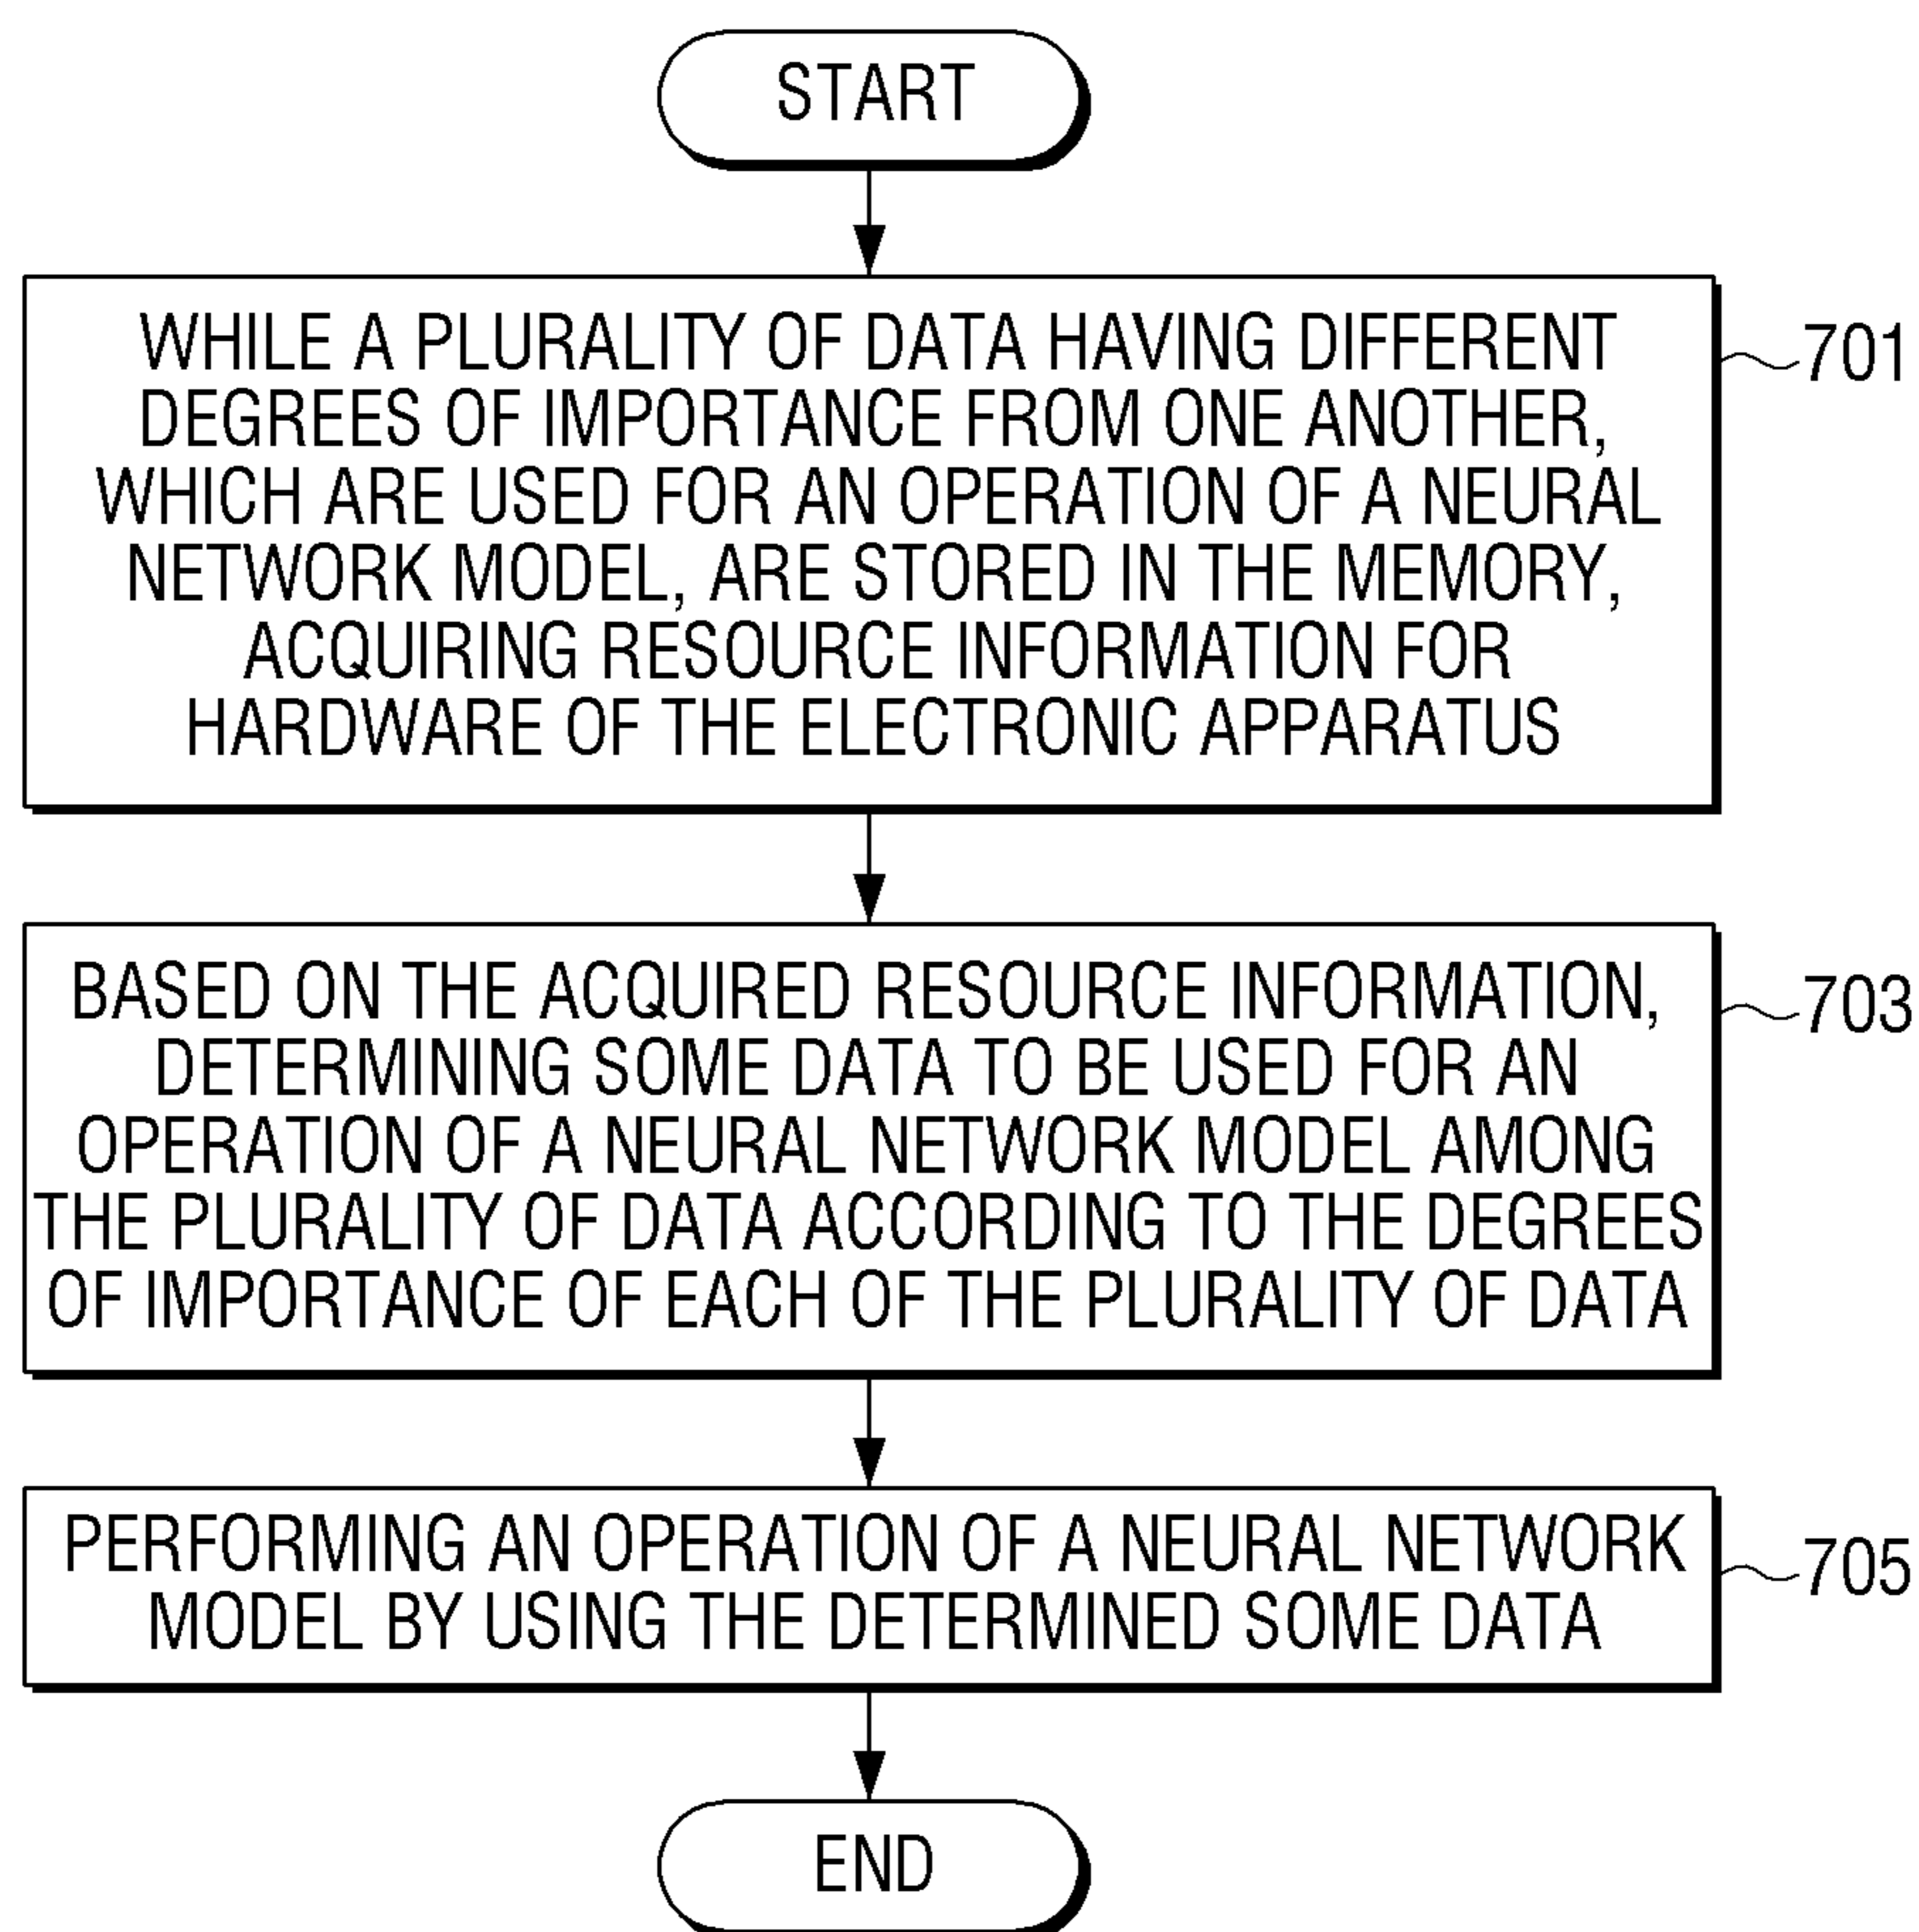 START
WHILE A PLURALITY OF DATA HAVING DIFFERENT
DEGREES OF IMPORTANCE FROM ONE ANOTHER,
WHICH ARE USED FOR AN OPERATION OF A NEURAL
NETWORK MODEL, ARE STORED IN THE MEMORY,
ACQUIRING RESOURCE INFORMATION FOR
HARDWARE OF THE ELECTRONIC APPARATUS
701
BASED ON THE ACQUIRED RESOURCE INFORMATION,
DETERMINING SOME DATA TO BE USED FOR AN
OPERATION OF A NEURAL NETWORK MODEL AMONG
THE PLURALITY OF DATA ACCORDING TO THE DEGREES
OF IMPORTANCE OF EACH OF THE PLURALITY OF DATA
703
PERFORMING AN OPERATION OF A NEURAL NETWORK
MODEL BY USING THE DETERMINED SOME DATA
705
END